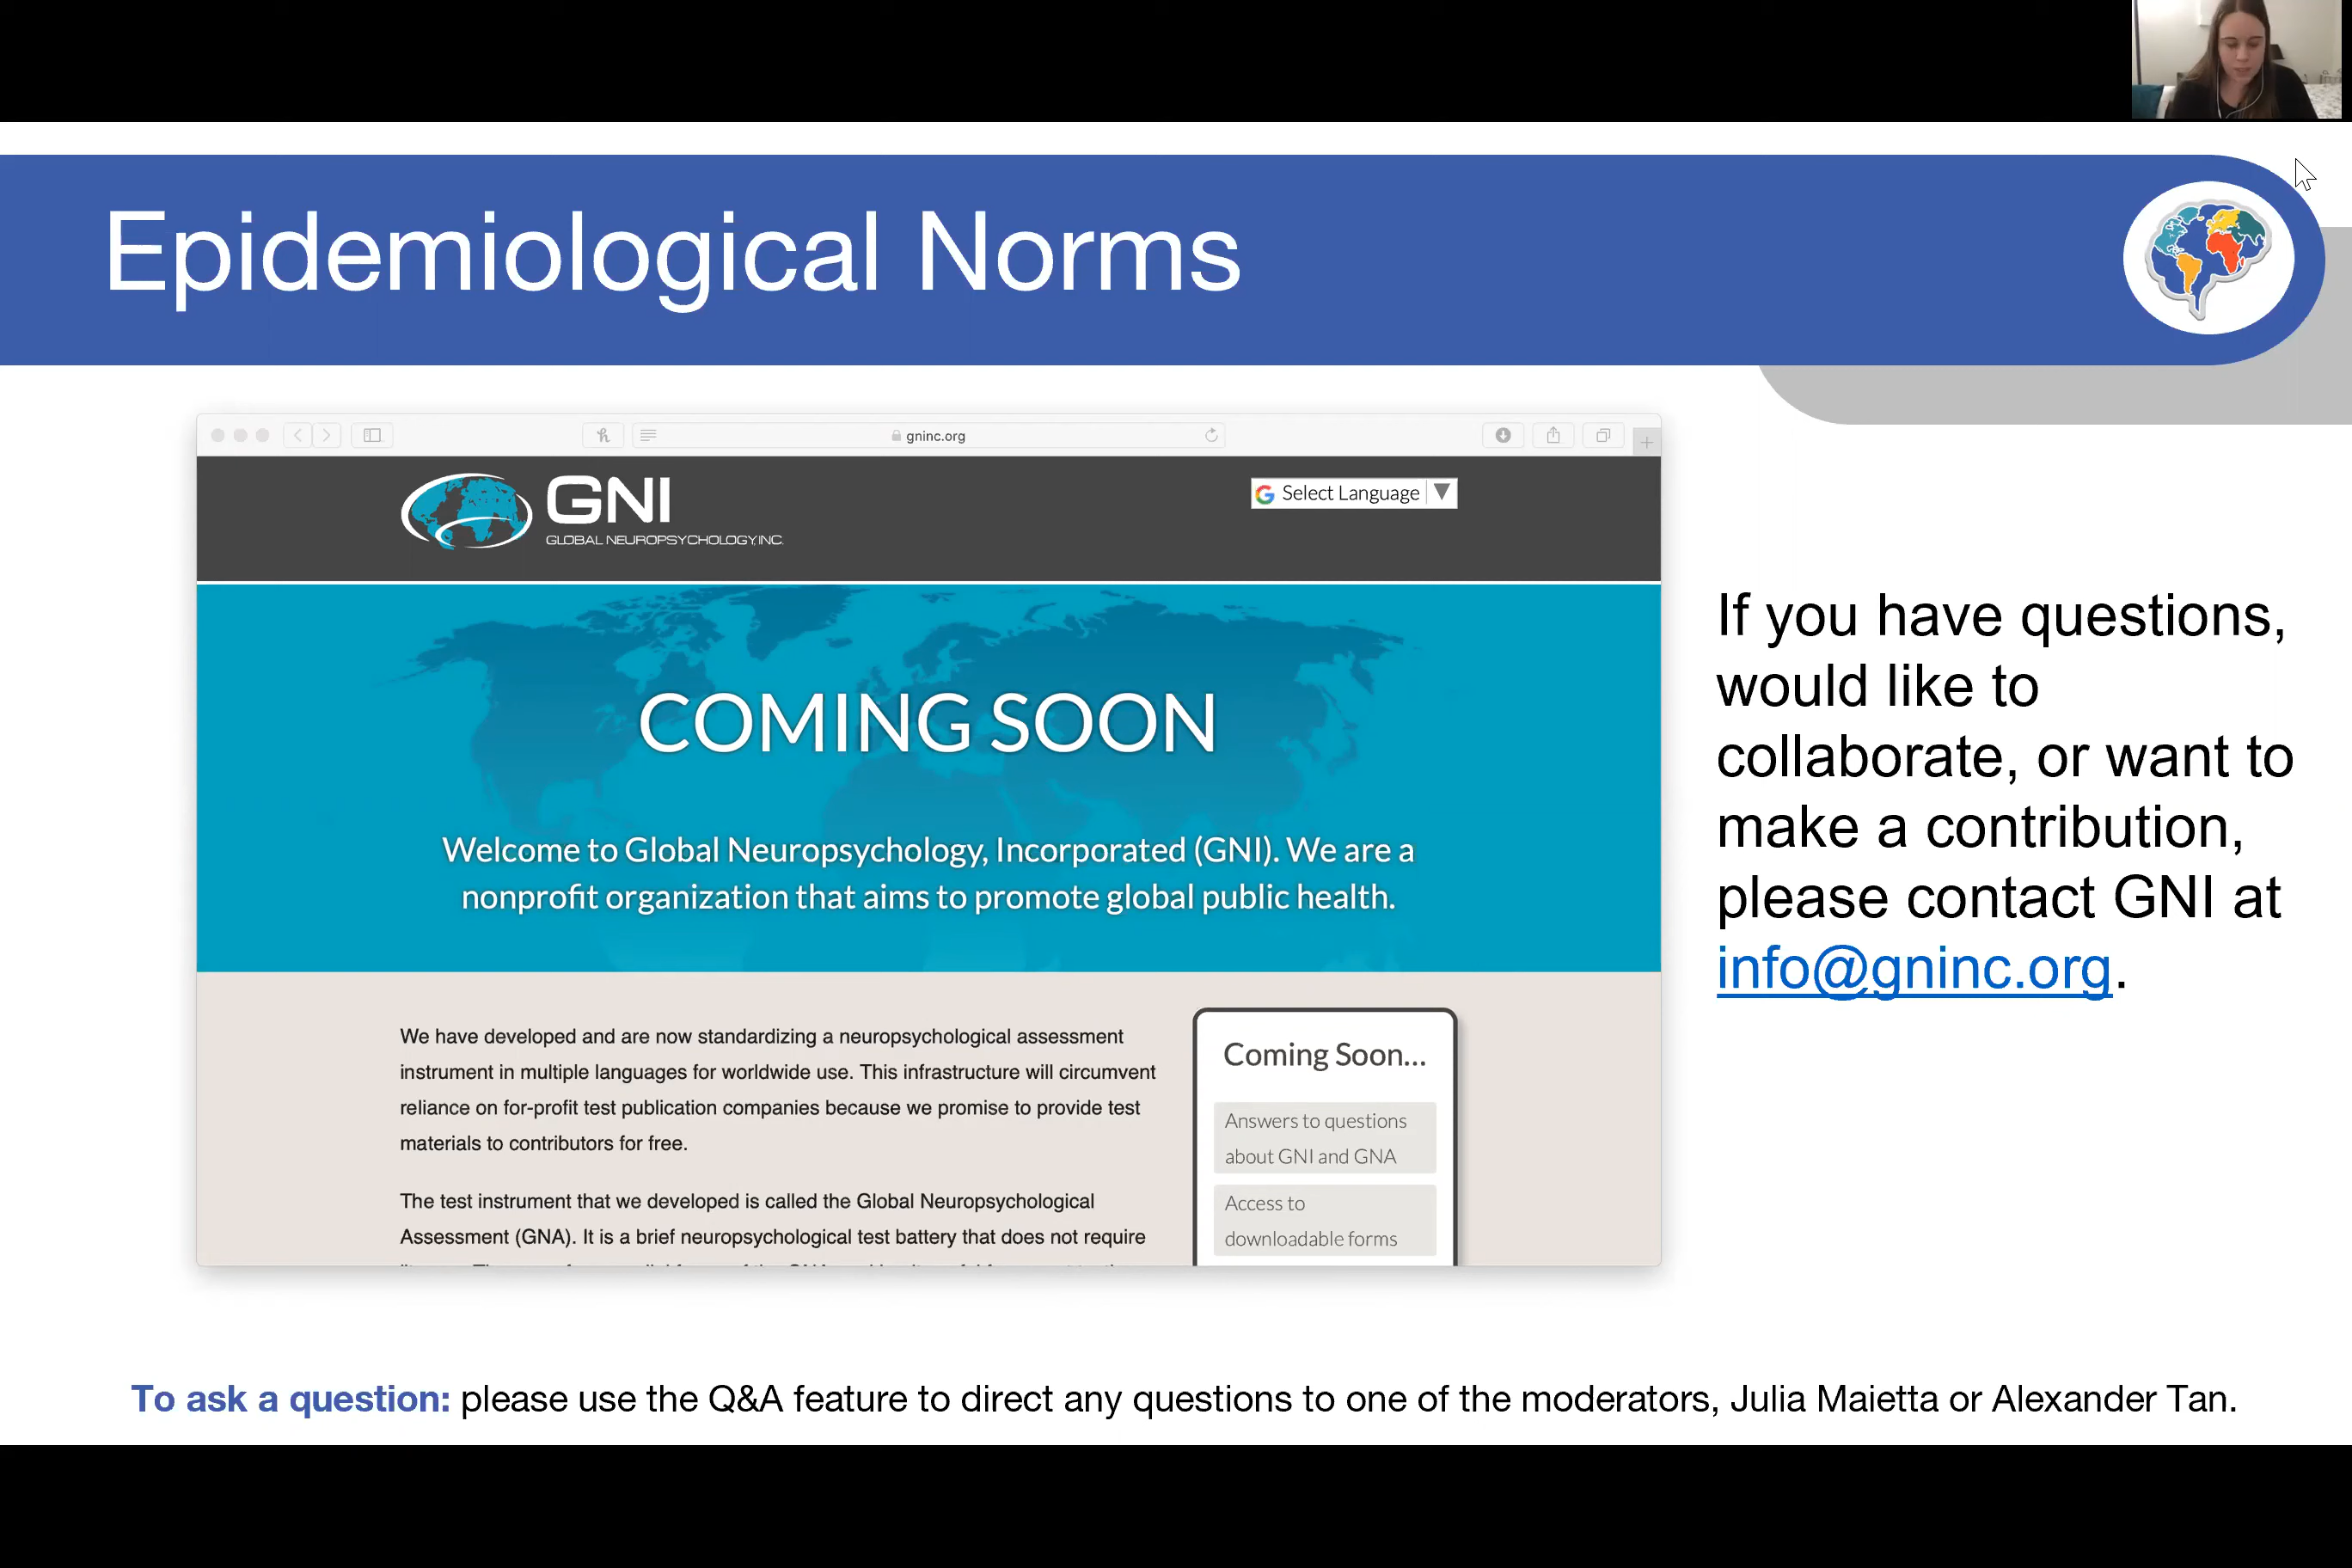 Epidemiological Norms
gninc.org
GNI
GLOBAL NEUROPSYCHOLOGY, INC.
Select Language
COMING SOON
Welcome to Global Neuropsychology, Incorporated (GNI). We are a
nonprofit organization that aims to promote global public health.
We have developed and are now standardizing a neuropsychological assessment
instrument in multiple languages for worldwide use. This infrastructure will circumvent
reliance on for-profit test publication companies because we promise to provide test
materials to contributors for free.
The test instrument that we developed is called the Global Neuropsychological
Assessment (GNA). It is a brief neuropsychological test battery that does not require
Coming Soon...
Answers to questions
about GNI and GNA
Access to
downloadable forms
If you have questions,
would like to
collaborate, or want to
make a contribution,
please contact GNI at
info@gninc.org.
To ask a question: please use the Q&A feature to direct any questions to one of the moderators, Julia Maietta or Alexander Tan.